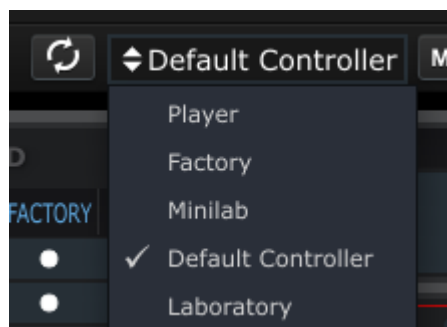 Default Controller M
Player
D
Factory
FACTORY
Minilab
✓ Default Controller
Laboratory